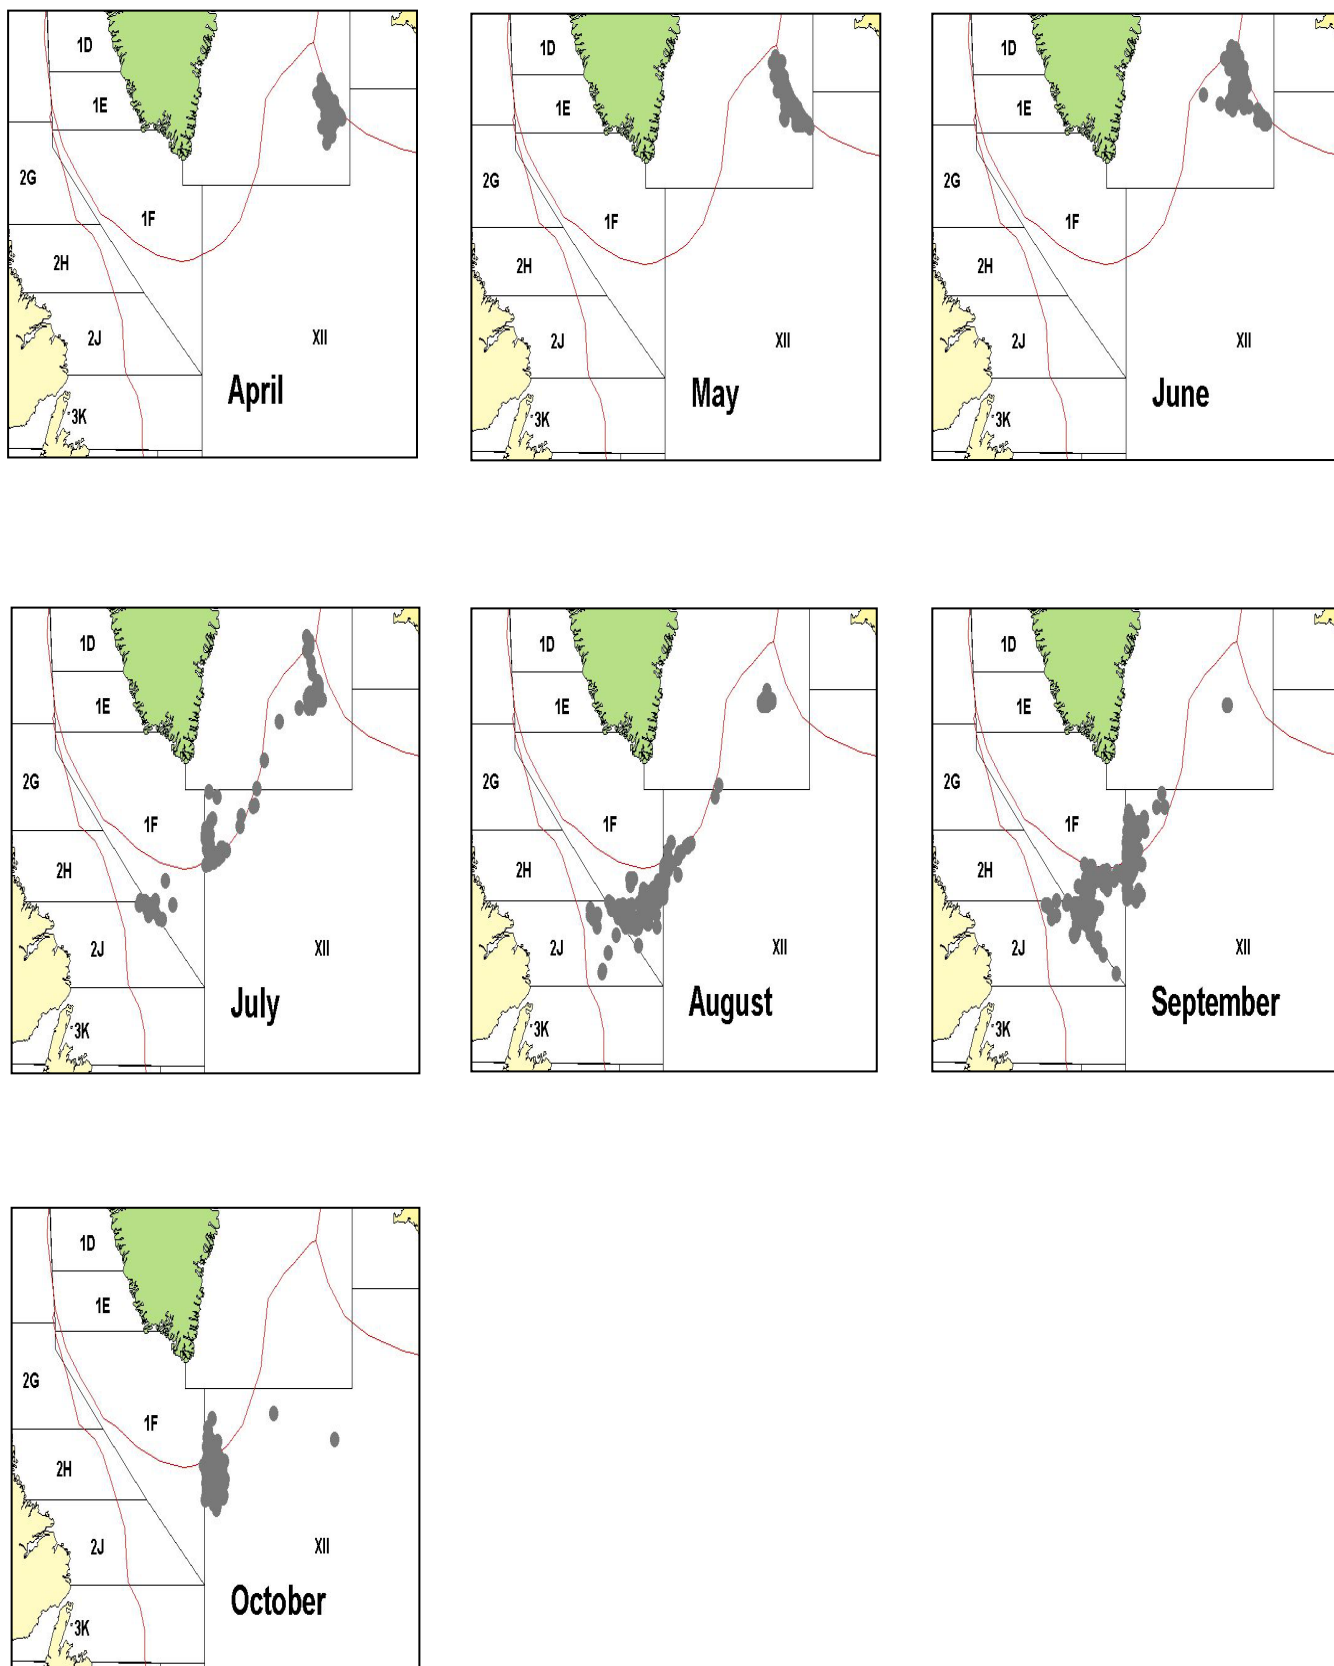 1D
1E
2G
1F
2H
2J
XII
April
3K
1D
1E
2G
1F
2H
2J
XII
May
3K
1D
1E
2G
1F
2H
2J
XII
June
3K
1D
1E
2G
1F
2H
2J
XII
July
3K
1D
1E
2G
1F
2H
2J
XII
August
3K
1D
1E
2G
1F
2H
2J
XII
September
3K
1D
1E
2G
1F
2H
2J
XII
October
3K